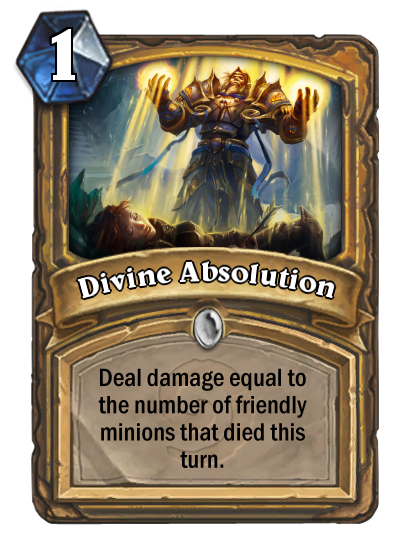 1
Divine Absolution
Deal damage equal to
the number of friendly
minions that died this
turn.